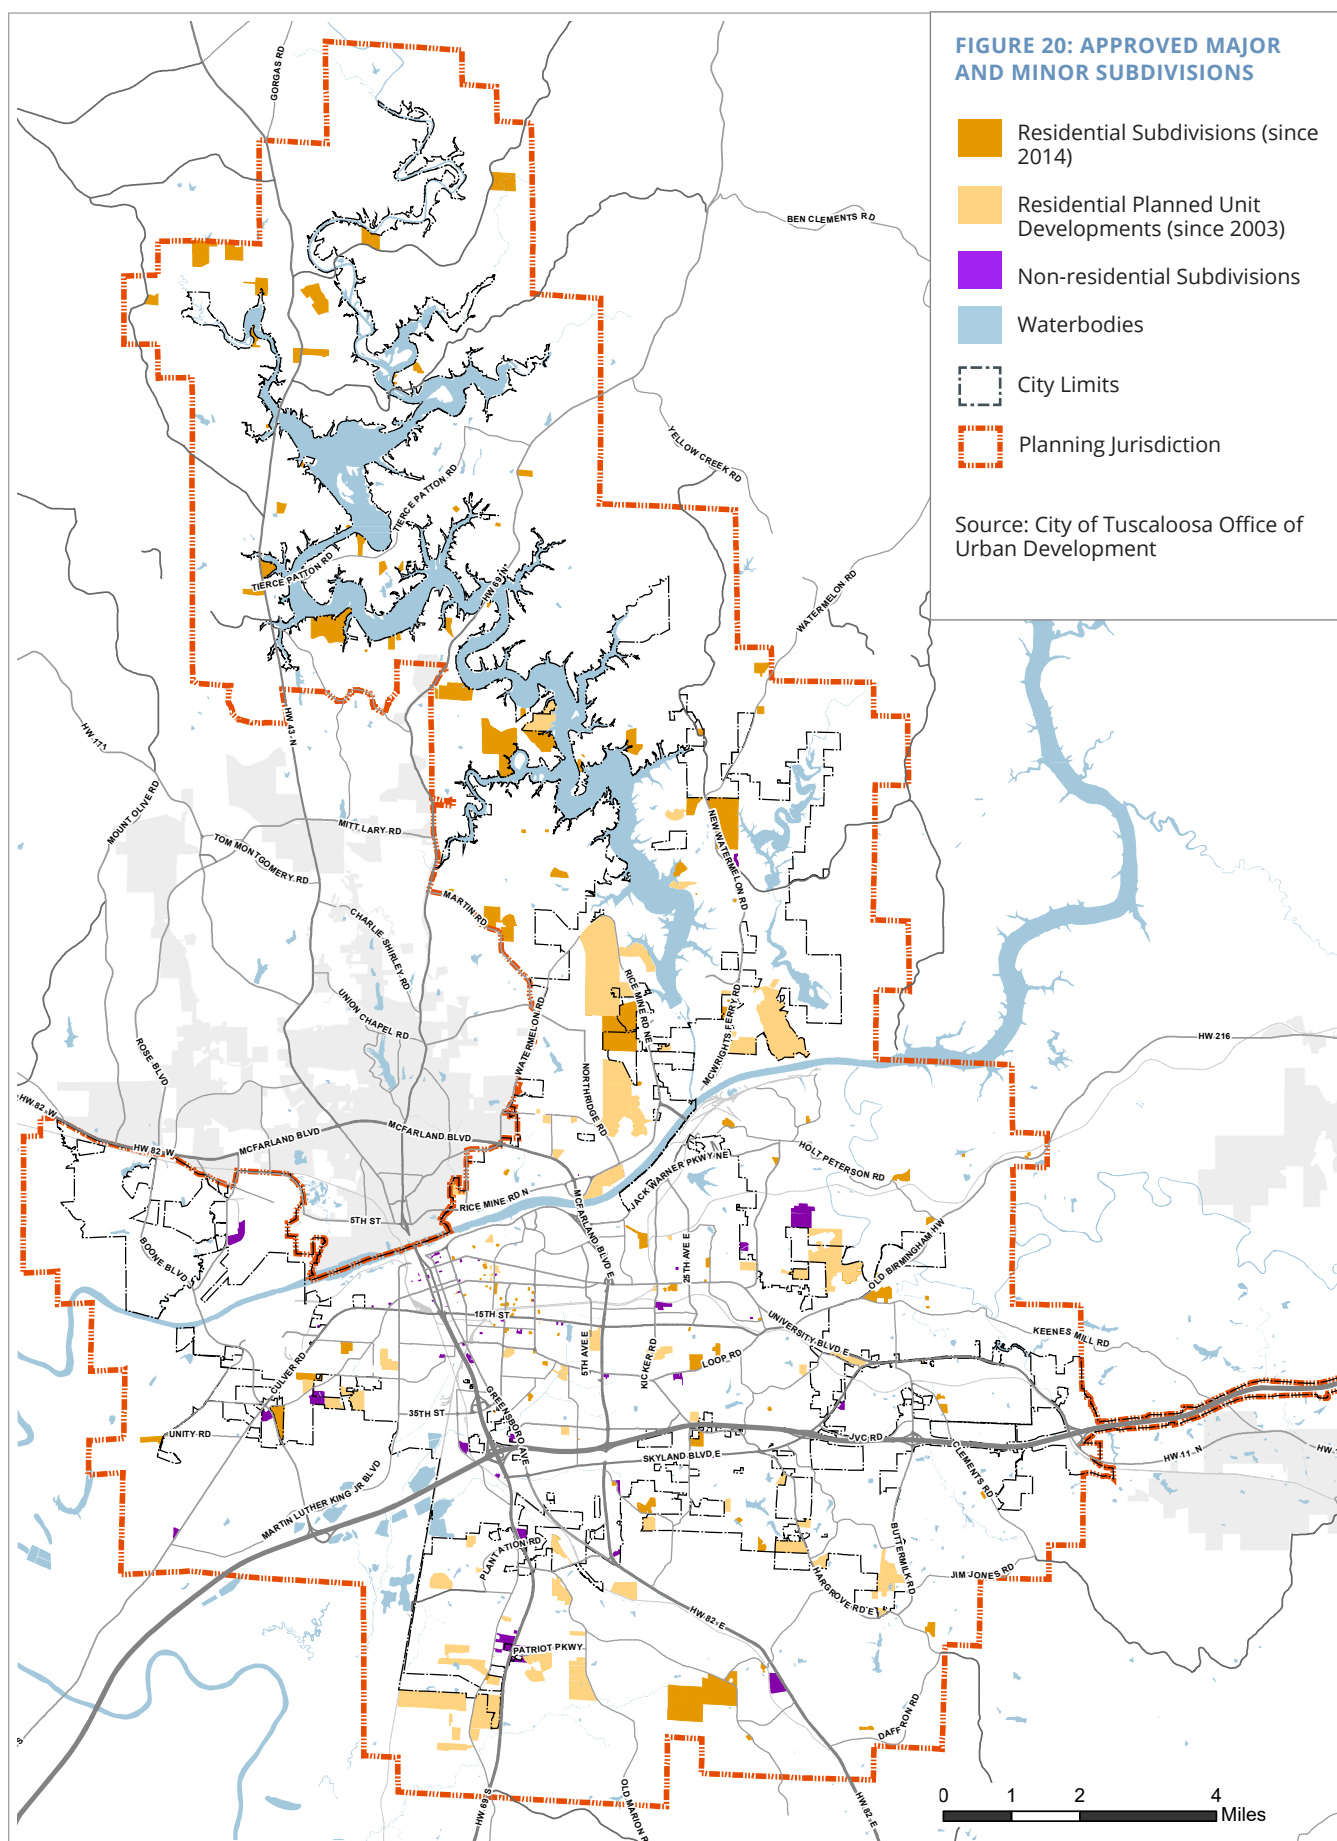 FIGURE 20: APPROVED MAJOR
AND MINOR SUBDIVISIONS
Residential Subdivisions (since
2014)
Residential Planned Unit
Developments (since 2003)
Non-residential Subdivisions
Waterbodies
City Limits
Planning Jurisdiction
Source: City of Tuscaloosa Office of
Urban Development
GORGAS RD
BEN CLEMENTS RD
YELLOW CREEK RD
TIERCE PATTON RD
TIERCE PATTON RD
HW 69 N
WATERMELON RD
HW 43 N
HW 171
MOUNT OLIVE RD
MITT LARY RD
TOM MONTGOMERY RD
NEW WATERMELON RD
MARTIN RD
CHARLIE SHIRLEY RD
UNION CHAPEL RD
RICE MINE RD NE
WATERMELON RD
MCWRIGHTS FERRY RD
ROSE BLVD
NORTHRIDGE RD
HW 216
HW 82 W
HW 82 W
MCFARLAND BLVD
MCFARLAND BLVD
HOLT PETERSON RD
JACK WARNER PKWY NE
RICE MINE RD N
5TH ST
MCFARLAND BLVD E
25TH AVE E
OLD BIRMINGHAM HW
BOONE BLVD
15TH ST
UNIVERSITY BLVD E
KEENES MILL RD
5TH AVE E
KICKER RD
LOOP RD
CULVER RD
GREENSBORO AVE
35TH ST
UNITY RD
JVC RD
SKYLAND BLVD E
CLEMENTS RD
HW 11 N
HW
MARTIN LUTHER KING JR BLVD
PLANTATION RD
BUTTERMILK RD
HARGROVE RD E
JIM JONES RD
HW 82 E
PATRIOT PKWY
DAFFRON RD
S
HW 69 S
OLD MARION R
HW 82 E
0 1 2 4
Miles